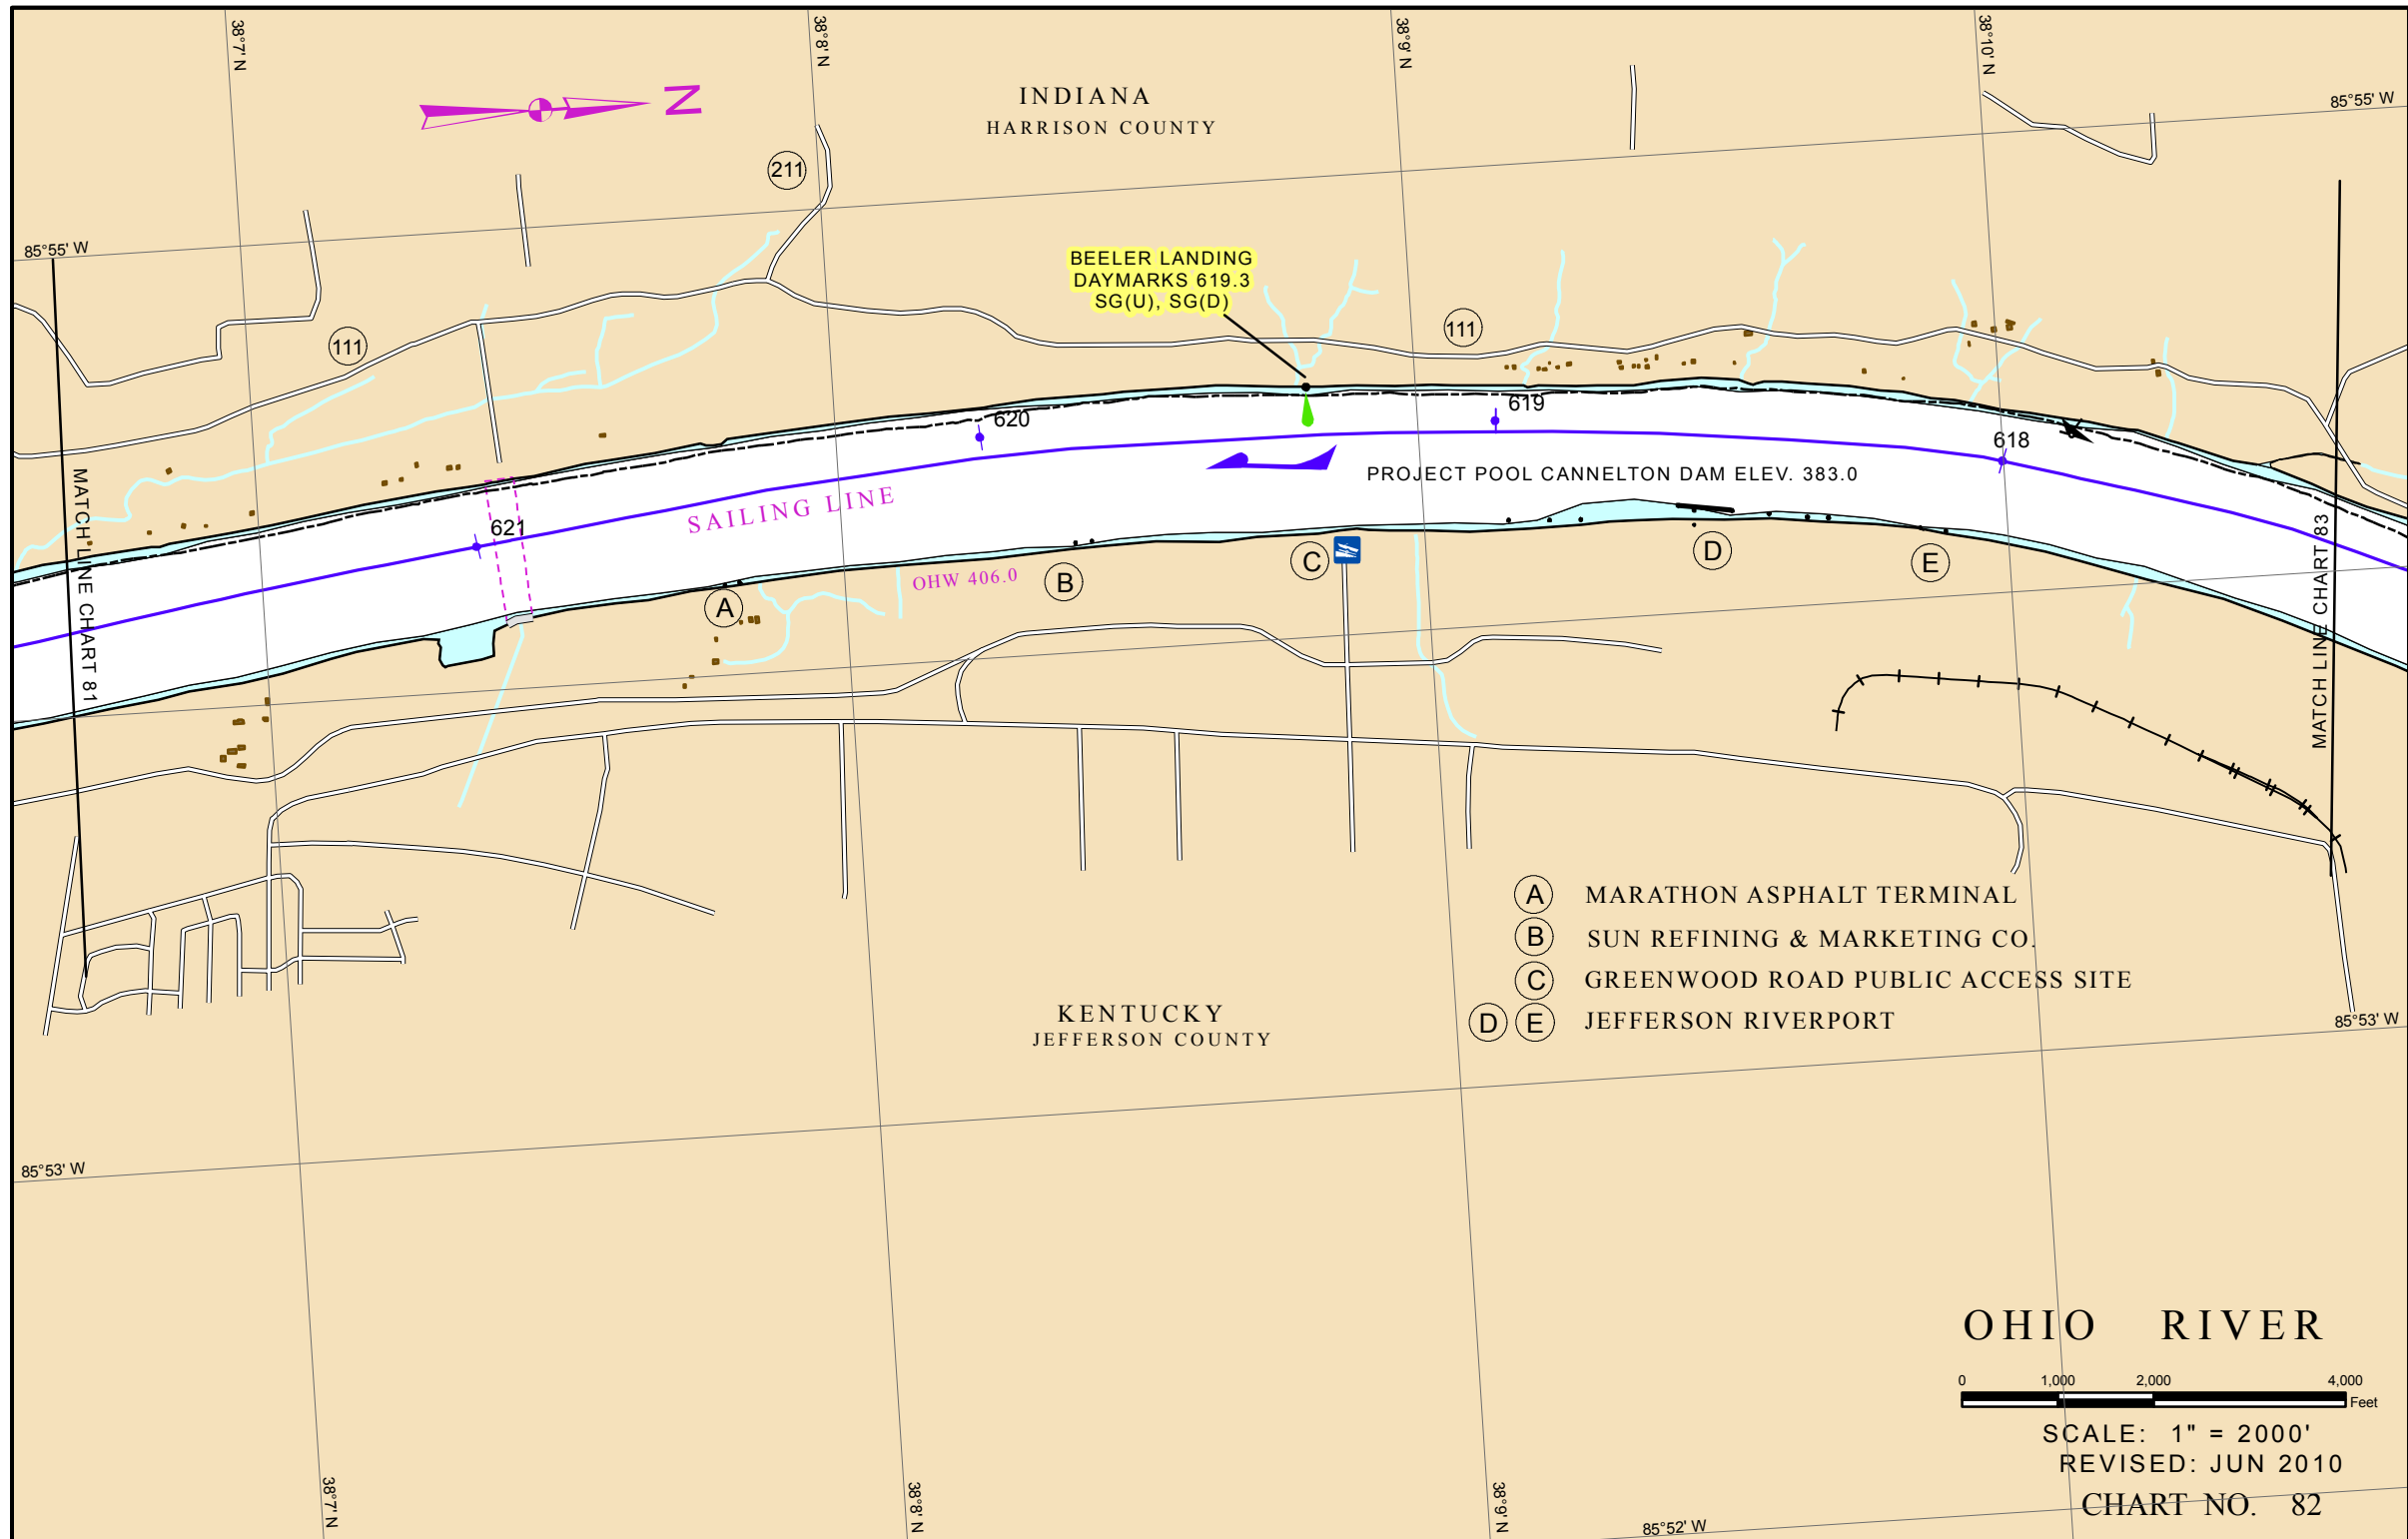 38°7' N
38°8' N
38°9' N
38°10' N
N
INDIANA
HARRISON COUNTY
85°55' W
211
85°55' W
BEELER LANDING
DAYMARKS 619.3
SG(U), SG(D)
111
111
620
619
618
621
SAILING LINE
PROJECT POOL CANNELTON DAM ELEV. 383.0
MATCH LINE CHART 81
MATCH LINE CHART 83
OHW 406.0
A
B
C
D
E
A MARATHON ASPHALT TERMINAL
B SUN REFINING & MARKETING CO.
C GREENWOOD ROAD PUBLIC ACCESS SITE
D E JEFFERSON RIVERPORT
KENTUCKY
JEFFERSON COUNTY
85°53' W
85°53' W
OHIO RIVER
0 1,000 2,000 4,000
Feet
SCALE: 1" = 2000'
REVISED: JUN 2010
CHART NO. 82
38°7' N
38°8' N
38°9' N
85°52' W